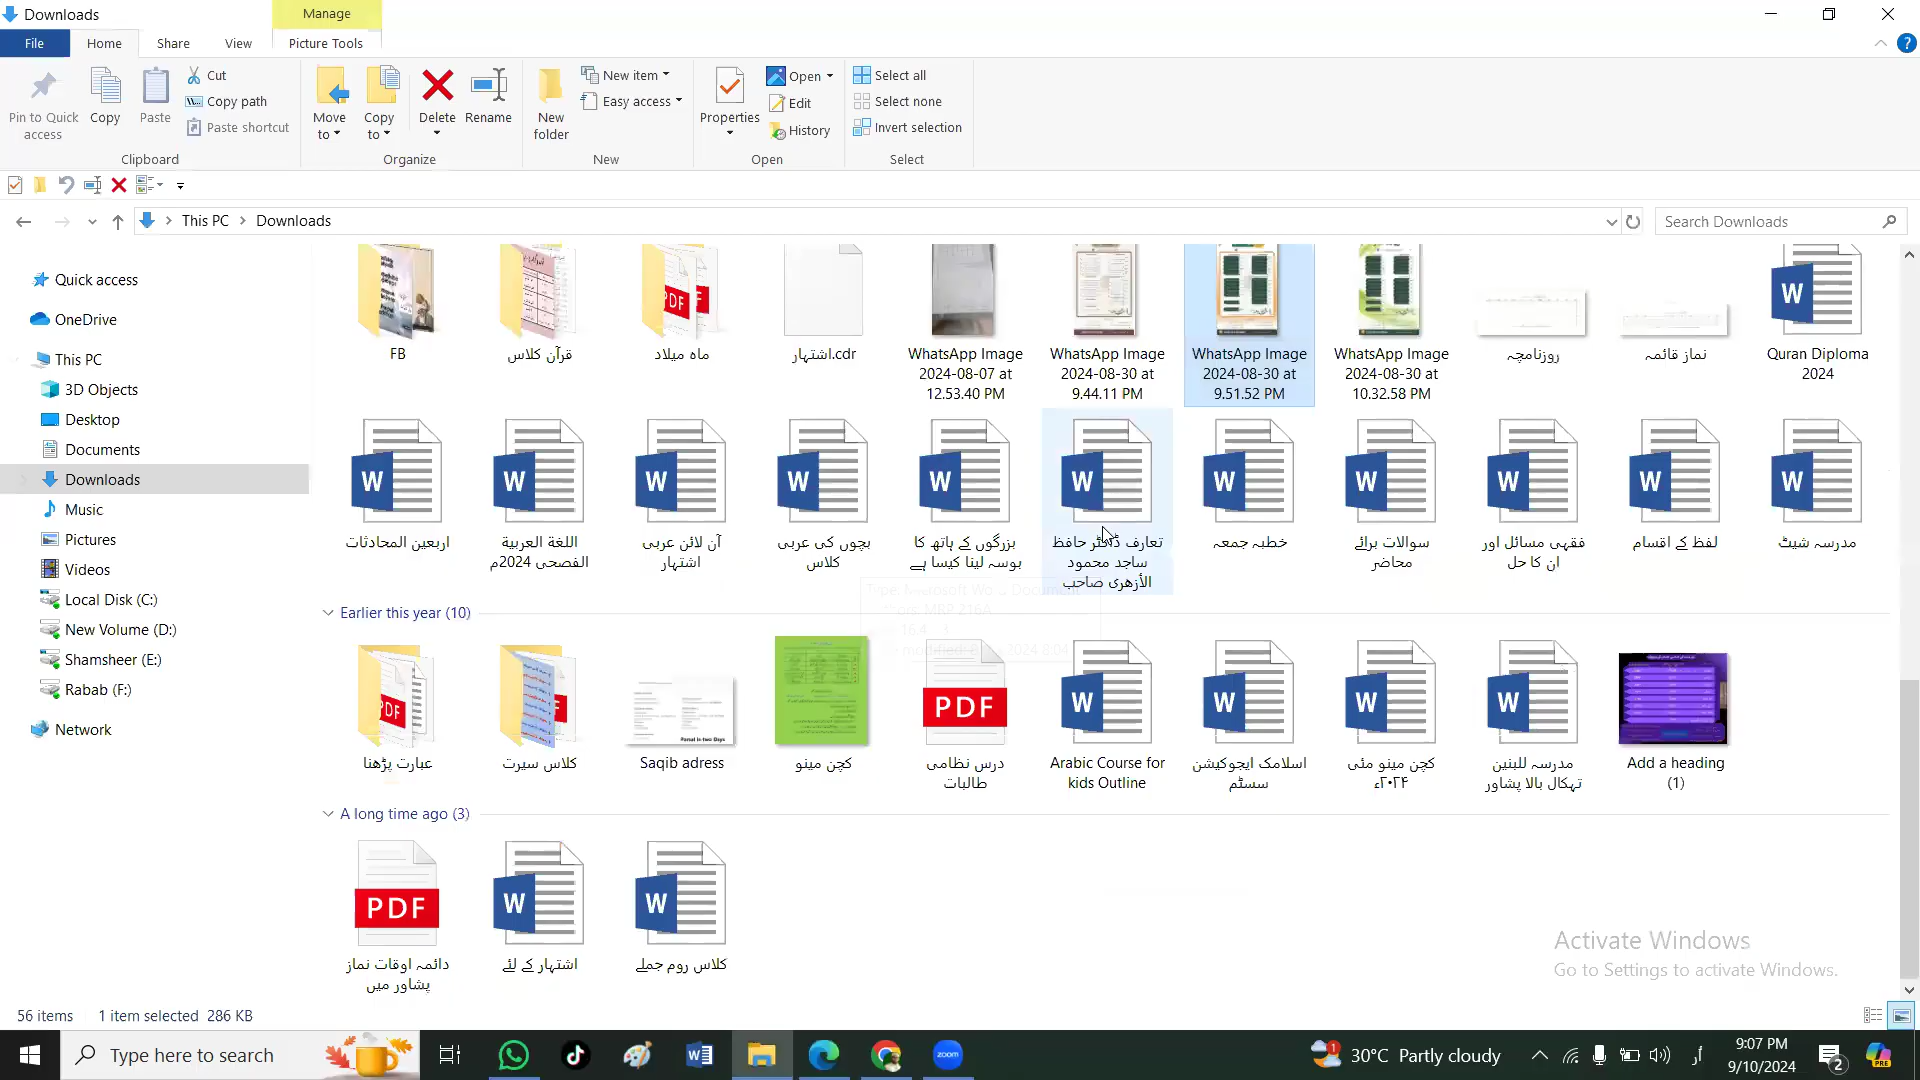 Downloads
Manage
File
Home
Share
View
Picture Tools
Pin to Quick access
Copy
Paste
Cut
Copy path
Paste shortcut
Clipboard
Move to
Copy to
Delete
Rename
Organize
New folder
New item
Easy access
New
Properties
Open
Edit
History
Open
Select all
Select none
Invert selection
Select
This PC
Downloads
Search Downloads
Quick access
OneDrive
This PC
3D Objects
Desktop
Documents
Downloads
Music
Pictures
Videos
Local Disk (C:)
New Volume (D:)
Shamsheer (E:)
Rabab (F:)
Network
FB
قرآن کلاس
ماہ میلاد
اشتہار.cdr
WhatsApp Image
2024-08-07 at
12.53.40 PM
WhatsApp Image
2024-08-30 at
9.44.11 PM
WhatsApp Image
2024-08-30 at
9.51.52 PM
WhatsApp Image
2024-08-30 at
10.32.58 PM
روزنامچہ
نماز قائمہ
Quran Diploma
2024
اربعین المحادثات
اللغة العربية
الفصحى 2024م
آن لائن عربی
اشتہار
بچوں کی عربی
کلاس
بزرگوں کے ہاتھ کا
بوسہ لینا کیسا ہے
تعارف ڈاکٹر حافظ
ساجد محمود
الأزهری صاحب
خطبہ جمعہ
سوالات برائے
محاضر
فقہی مسائل اور
ان کا حل
لفظ کے اقسام
مدرسہ شیٹ
Earlier this year (10)
عبارت پڑھنا
کلاس سیرت
Saqib adress
کچن مینو
PDF
درس نظامی
طالبات
Arabic Course for
kids Outline
اسلامک ایجوکیشن
سسٹم
کچن مینو مئی
۲۰۲۴ء
مدرسہ للبنین
تہکال بالا پشاور
Add a heading
(1)
A long time ago (3)
PDF
دائمہ اوقات نماز
پشاور میں
اشتہار کے لئے
کلاس روم جملے
Activate Windows
Go to Settings to activate Windows.
56 items
1 item selected 286 KB
Type here to search
zoom
30°C Partly cloudy
أر
9:07 PM
9/10/2024
2